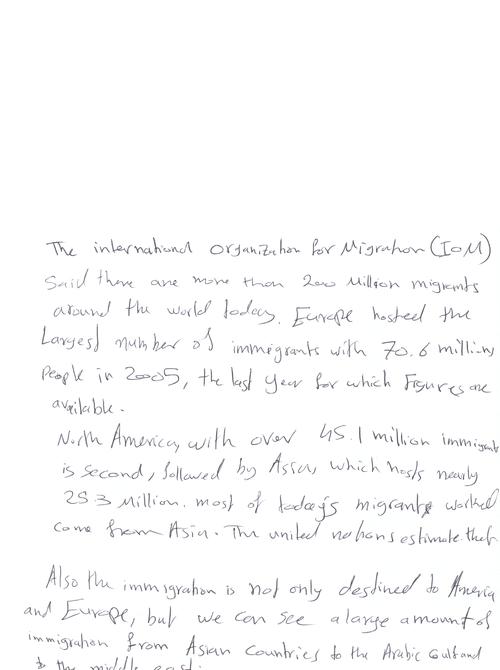 The international Organization for Migration (IOM)
Said there are more than 200 Million migrants
around the world today. Europe hosted the
Largest number of immigrants with 70.6 million
People in 2005, the last year for which Figures are
available.
North America, with over 45.1 million immigrants
is second, followed by Asia, which hosts nearly
25.3 Million. most of today's migrants worked
come from Asia. The united nations estimate that
Also the immigration is not only destined to America
and Europe, but we can see a large amount of
immigration from Asian Countries to the Arabic Gulf and
to the middle east.